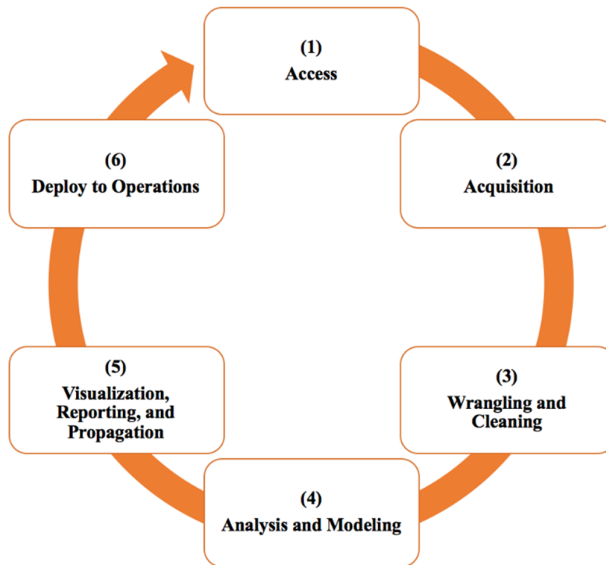 (1)
Access
(2)
Acquisition
(3)
Wrangling and
Cleaning
(4)
Analysis and Modeling
(5)
Visualization,
Reporting, and
Propagation
(6)
Deploy to Operations